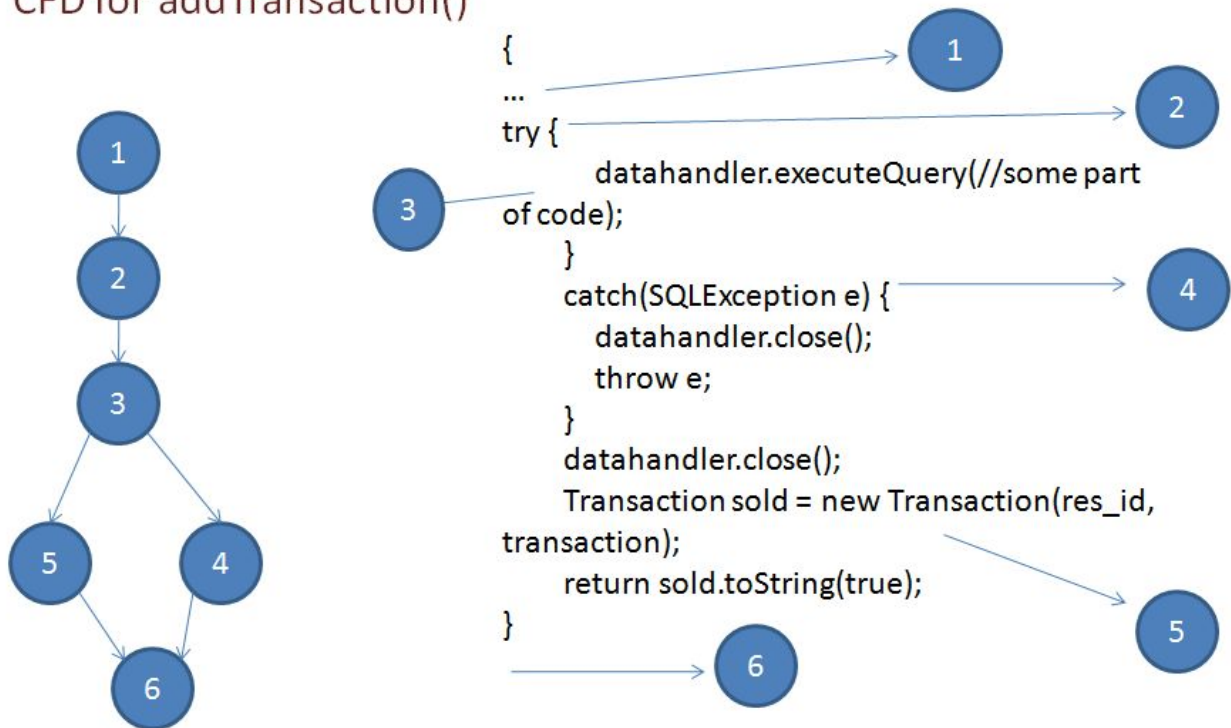 CFD for addTransaction()
{
1
...
2
try {
1
datahandler.executeQuery(//some part
3
of code);
2
}
4
catch(SQLException e) {
datahandler.close();
throw e;
3
}
datahandler.close();
Transaction sold = new Transaction(res_id,
transaction);
5
4
return sold.toString(true);
}
5
6
6